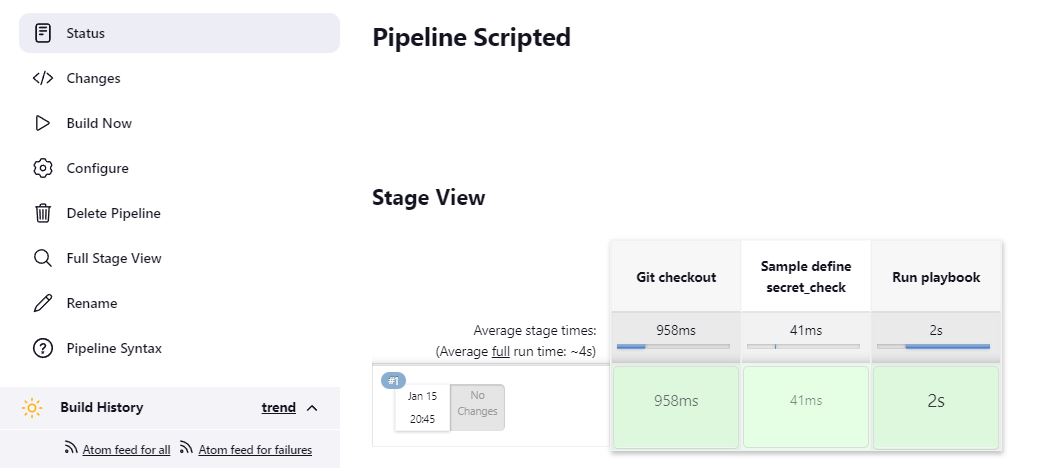 Status
Changes
Build Now
Configure
Delete Pipeline
Full Stage View
Rename
Pipeline Syntax
Build History
trend
Atom feed for all
Atom feed for failures
Pipeline Scripted
Stage View
Git checkout
Sample define
secret_check
Run playbook
Average stage times:
(Average full run time: ~4s)
958ms
41ms
2s
#1
Jan 15
20:45
No
Changes
958ms
41ms
2s